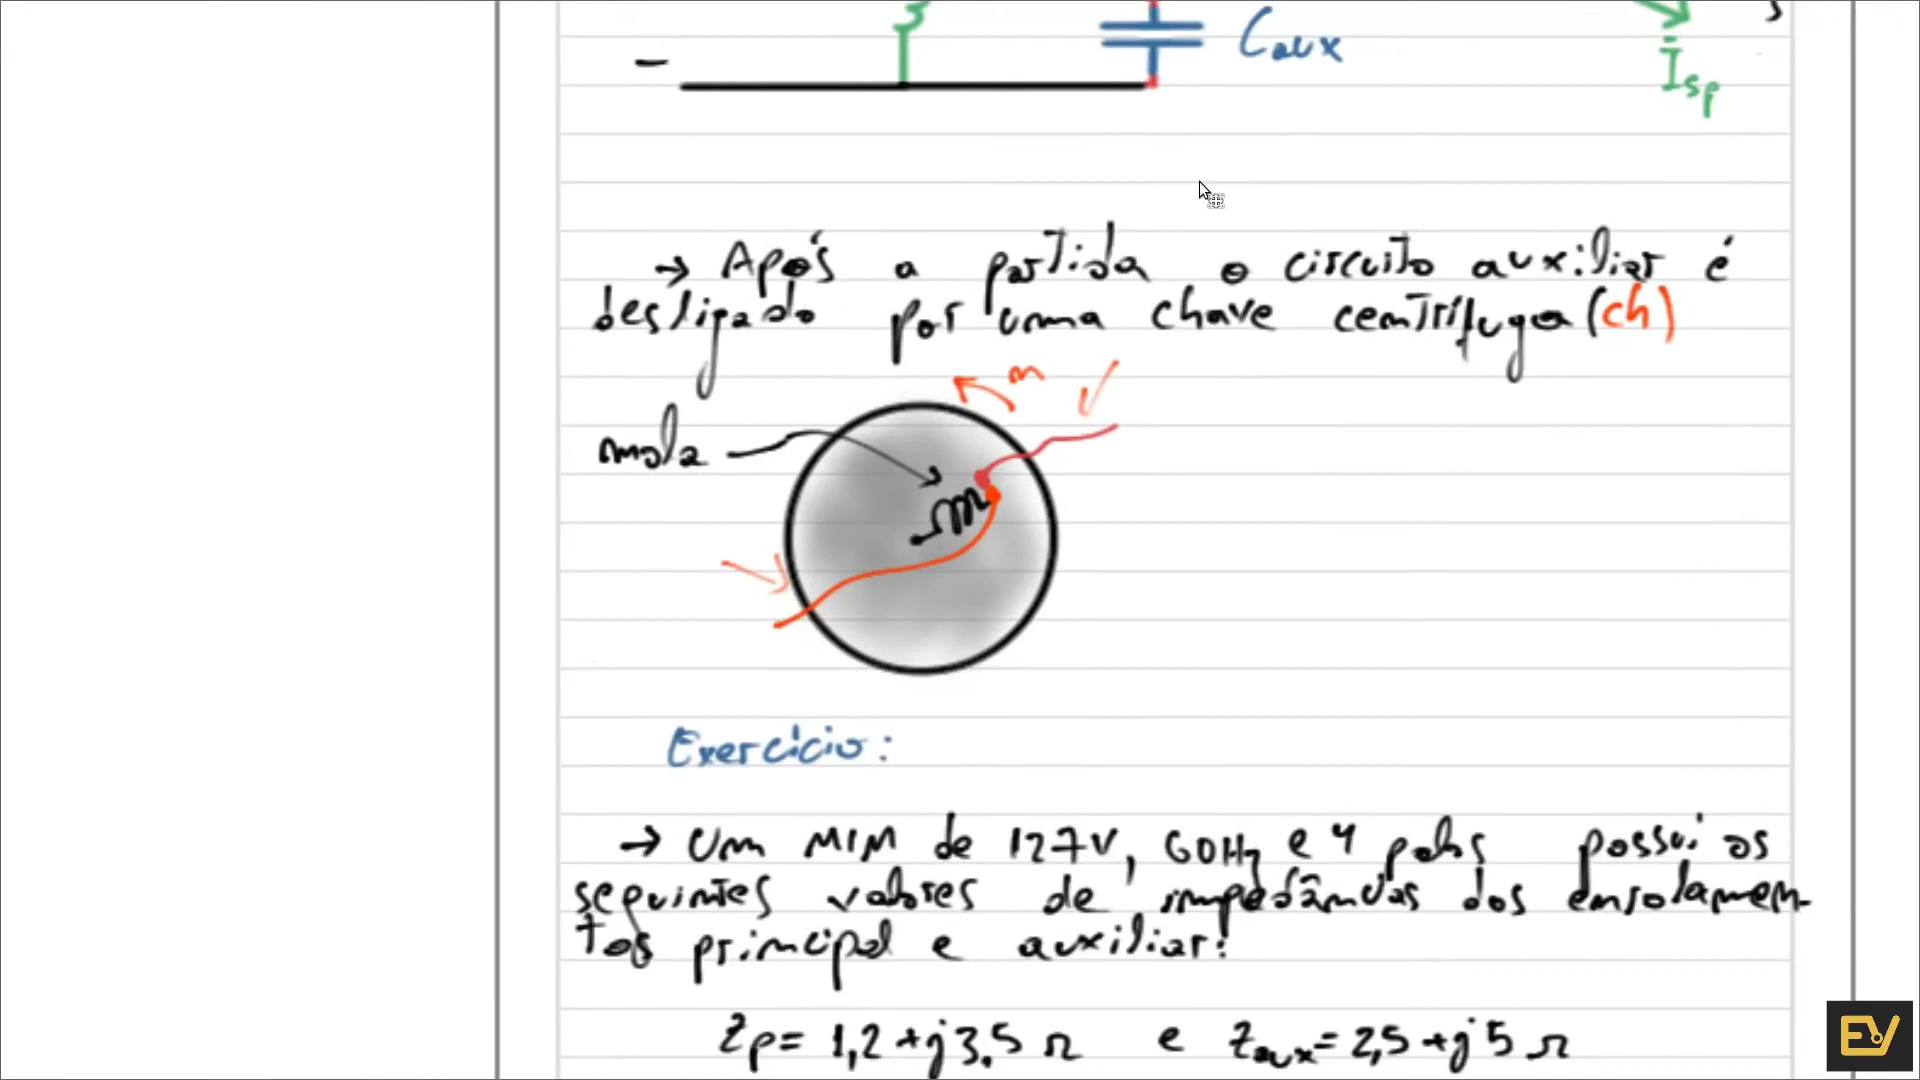 -
Caux
Isp
→ Após a partida o circuito auxiliar é
desligado por uma chave centrífuga (ch)
n
mola
Exercício:
→ Um MIM de 127V, 60Hz e 4 polos possui os
seguintes valores de impedâncias dos enrolamen-
tos principal e auxiliar:
Zp = 1,2 + j3,5 Ω e Zaux = 2,5 + j5 Ω
EV